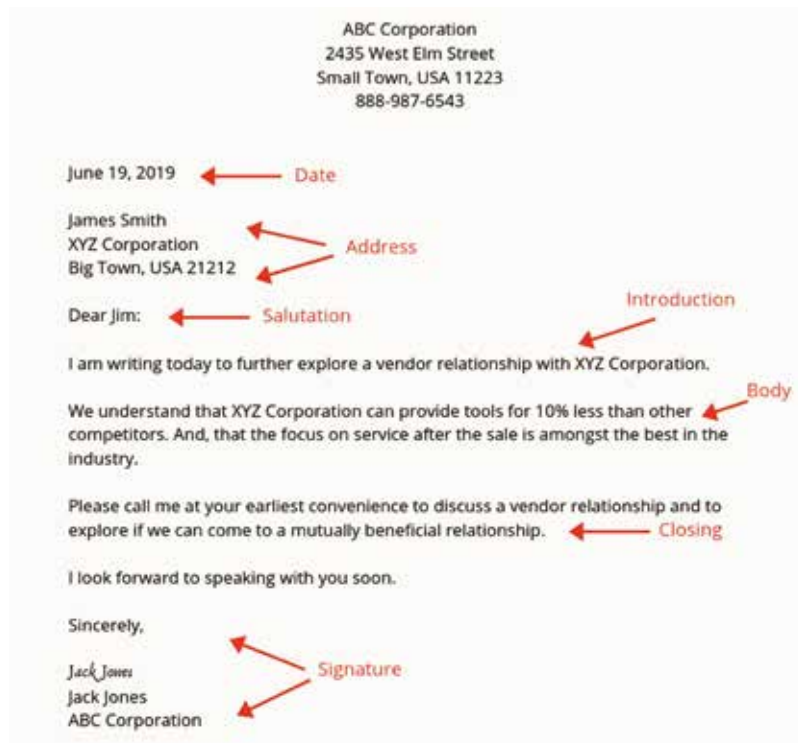 ABC Corporation
2435 West Elm Street
Small Town, USA 11223
888-987-6543
June 19, 2019
Date
James Smith
XYZ Corporation
Big Town, USA 21212
Address
Dear Jim:
Salutation
Introduction
I am writing today to further explore a vendor relationship with XYZ Corporation.
Body
We understand that XYZ Corporation can provide tools for 10% less than other
competitors. And, that the focus on service after the sale is amongst the best in the
industry.
Please call me at your earliest convenience to discuss a vendor relationship and to
explore if we can come to a mutually beneficial relationship.
Closing
I look forward to speaking with you soon.
Sincerely,
Jack Jones
Signature
Jack Jones
ABC Corporation